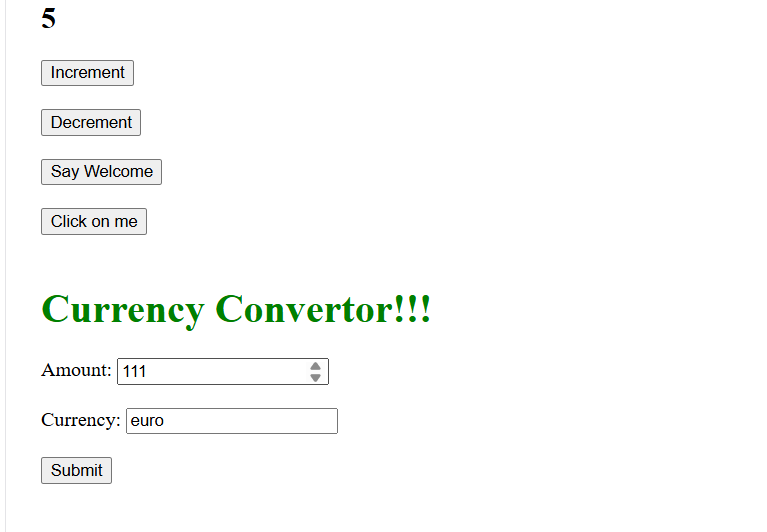 5
Increment
Decrement
Say Welcome
Click on me
Currency Convertor!!!
Amount: 111
Currency: euro
Submit